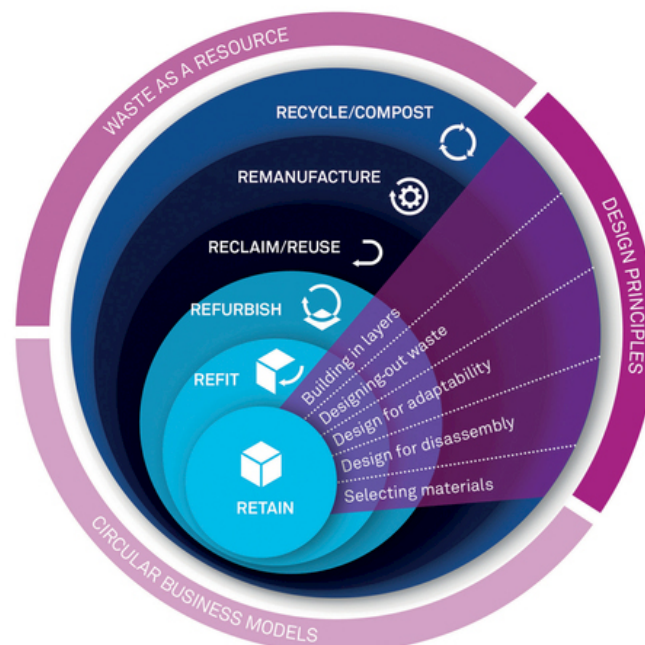 WASTE AS A RESOURCE
RECYCLE/COMPOST
REMANUFACTURE
RECLAIM/REUSE
REFURBISH
REFIT
RETAIN
Building in layers
Designing-out waste
Design for adaptability
Design for disassembly
Selecting materials
DESIGN PRINCIPLES
CIRCULAR BUSINESS MODELS